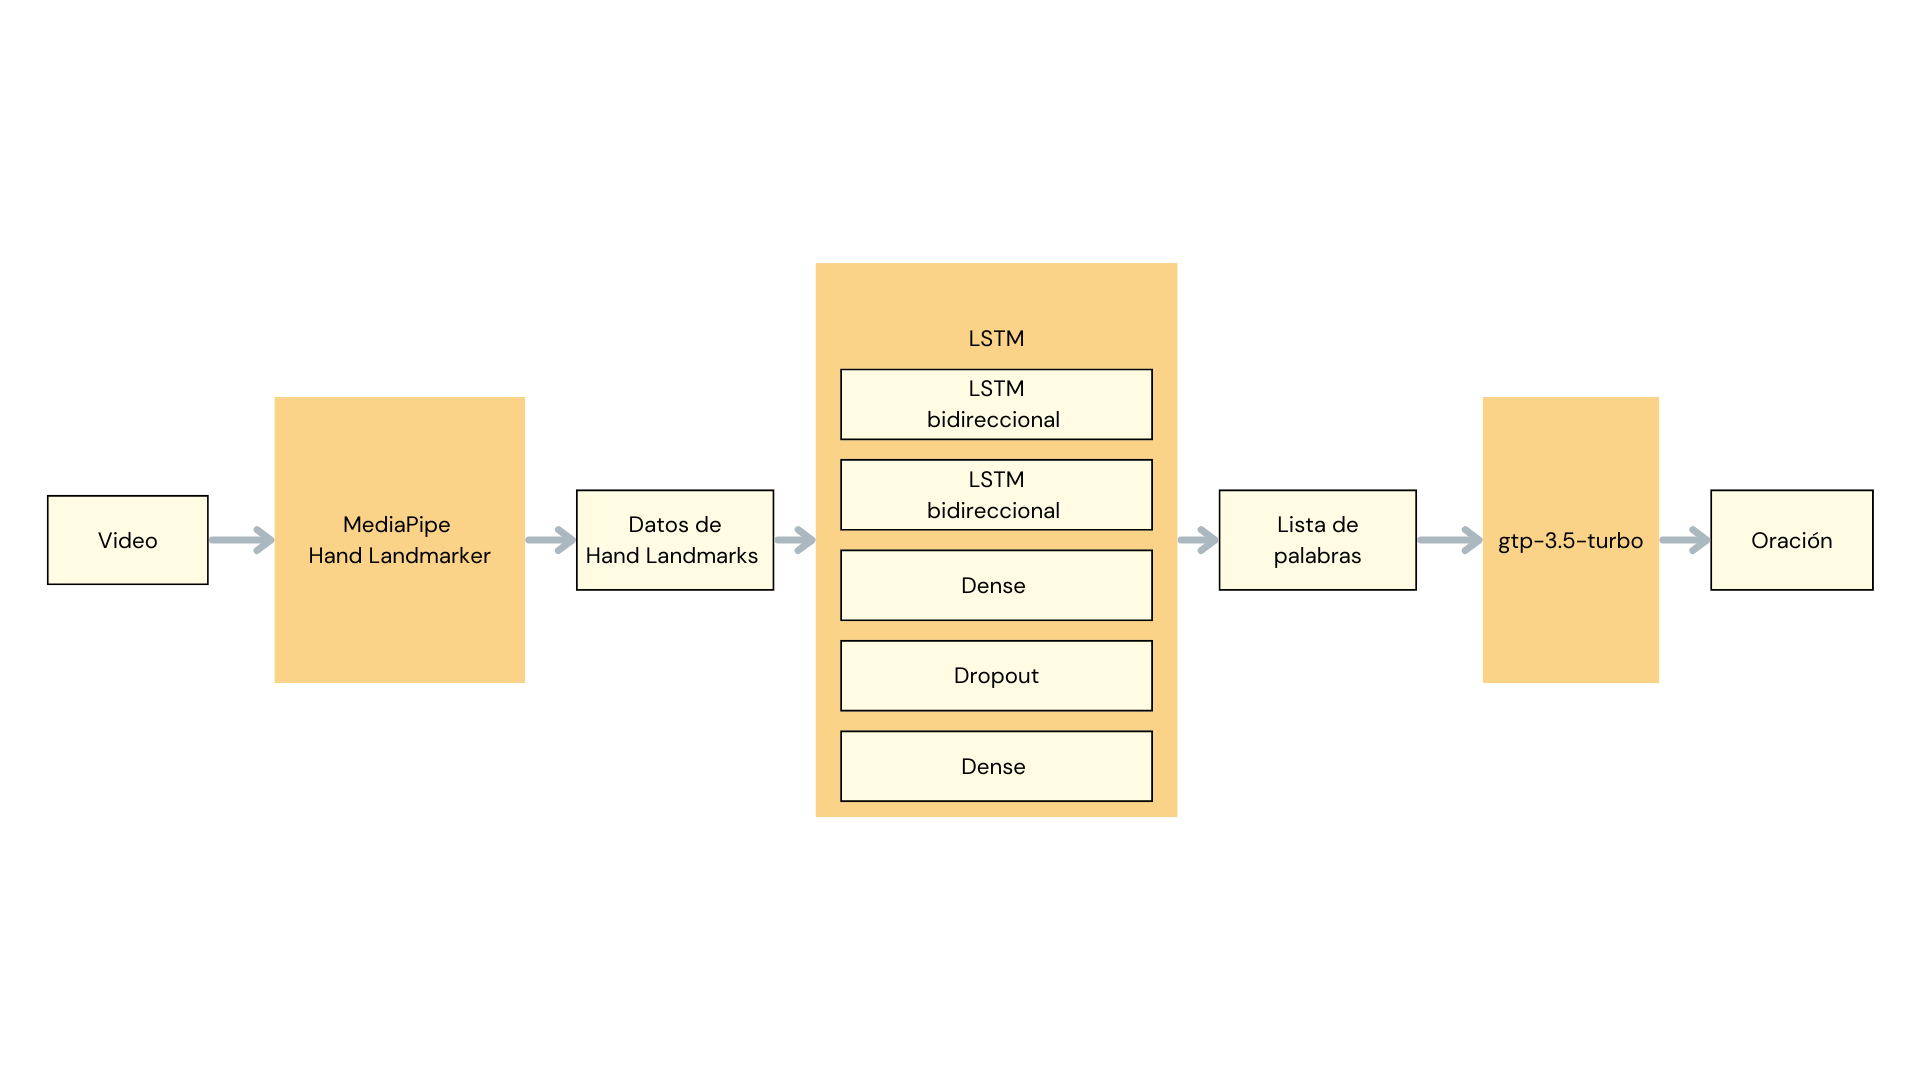 Video
MediaPipe
Hand Landmarker
Datos de
Hand Landmarks
LSTM
LSTM
bidireccional
LSTM
bidireccional
Dense
Dropout
Dense
Lista de
palabras
gtp-3.5-turbo
Oración